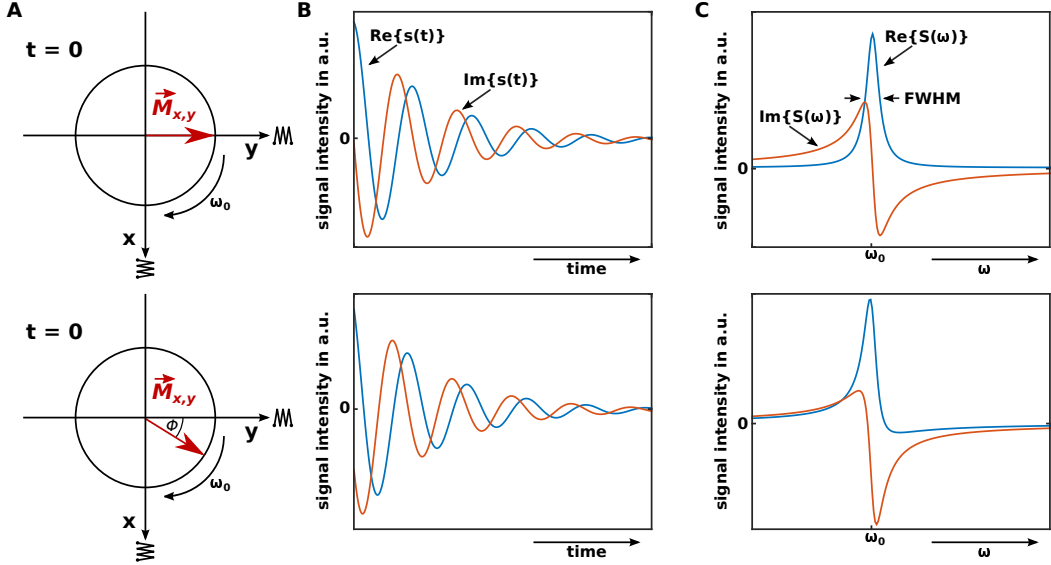 A
t = 0
M⃗x,y
y
ω₀
x
B
signal intensity in a.u.
0
Re{s(t)}
Im{s(t)}
time
C
signal intensity in a.u.
0
Re{S(ω)}
FWHM
Im{S(ω)}
ω₀
ω
t = 0
M⃗x,y
Φ
y
ω₀
x
signal intensity in a.u.
0
time
signal intensity in a.u.
0
ω₀
ω